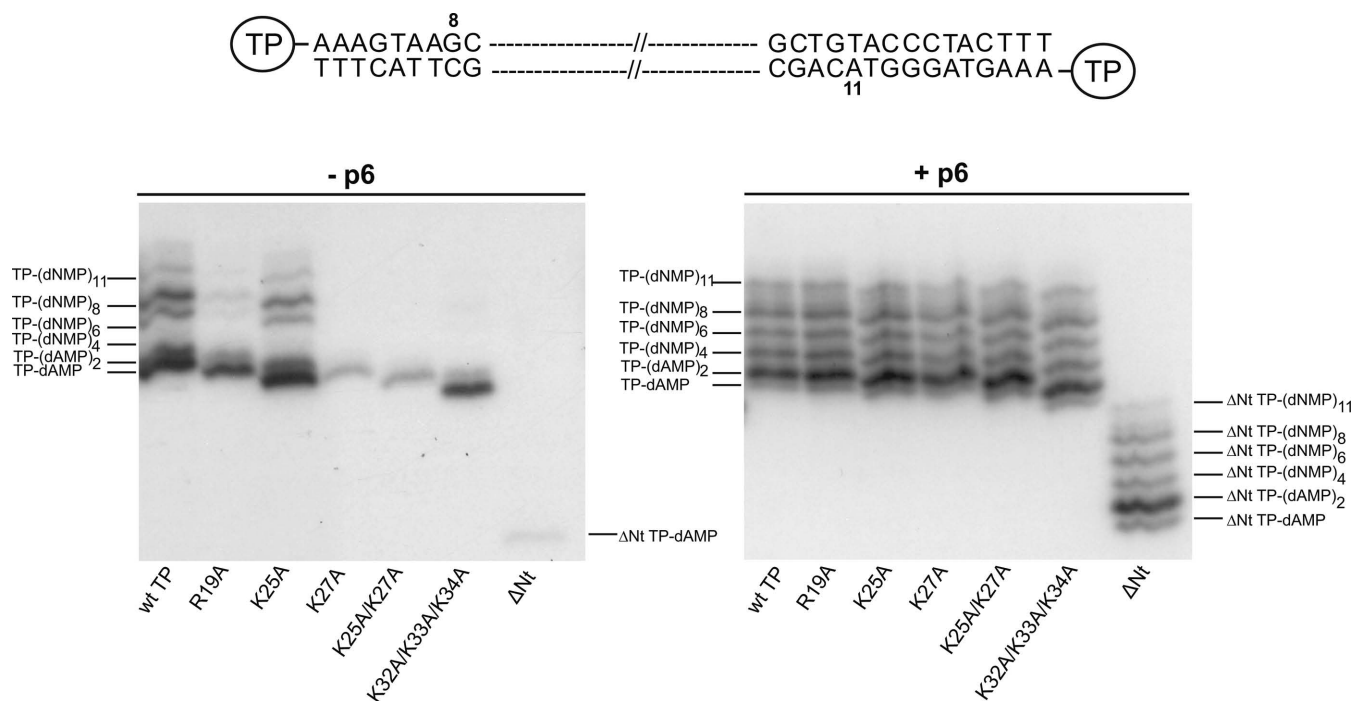 8
TP AAAGTAAGC -----------------//------------- GCTGTACCCTACTTT
TTTCATTCG -----------------//------------- CGACATGGGATGAAA TP
11
- p6
TP-(dNMP)11
TP-(dNMP)8
TP-(dNMP)6
TP-(dNMP)4
TP-(dAMP)2
TP-dAMP
ΔNt TP-dAMP
wt TP
R19A
K25A
K27A
K25A/K27A
K32A/K33A/K34A
ΔNt
+ p6
TP-(dNMP)11
TP-(dNMP)8
TP-(dNMP)6
TP-(dNMP)4
TP-(dAMP)2
TP-dAMP
ΔNt TP-(dNMP)11
ΔNt TP-(dNMP)8
ΔNt TP-(dNMP)6
ΔNt TP-(dNMP)4
ΔNt TP-(dAMP)2
ΔNt TP-dAMP
wt TP
R19A
K25A
K27A
K25A/K27A
K32A/K33A/K34A
ΔNt